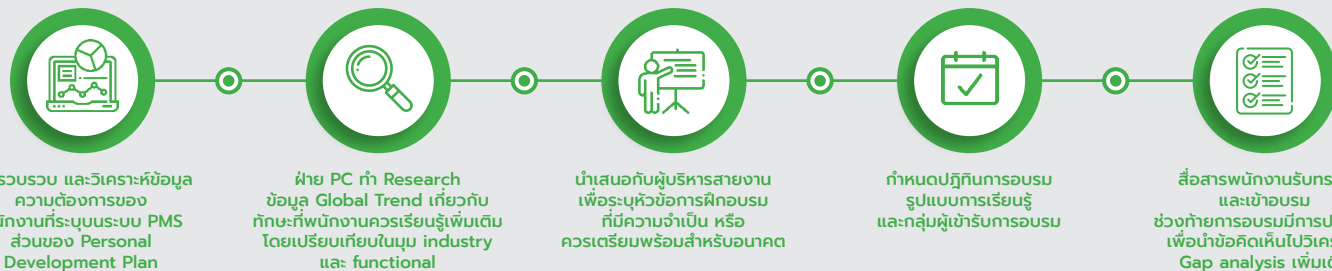 รวบรวบ และวิเคราะห์ข้อมูล
ความต้องการของ
นักงานที่ระบุบนระบบ PMS
ส่วนของ Personal
Development Plan
ฝ่าย PC ทำ Research
ข้อมูล Global Trend เกี่ยวกับ
ทักษะที่พนักงานควรเรียนรู้เพิ่มเติม
โดยเปรียบเทียบในมุม industry
และ functional
นำเสนอกับผู้บริหารสายงาน
เพื่อระบุหัวข้อการฝึกอบรม
ที่มีความจำเป็น หรือ
ควรเตรียมพร้อมสำหรับอนาคต
กำหนดปฎิทินการอบรม
รูปแบบการเรียนรู้
และกลุ่มผู้เข้ารับการอบรม
สื่อสารพนักงานรับทร
และเข้าอบรม
ช่วงท้ายการอบรมมีการป
เพื่อนำข้อคิดเห็นไปวิเคร
Gap analysis เพิ่มเ